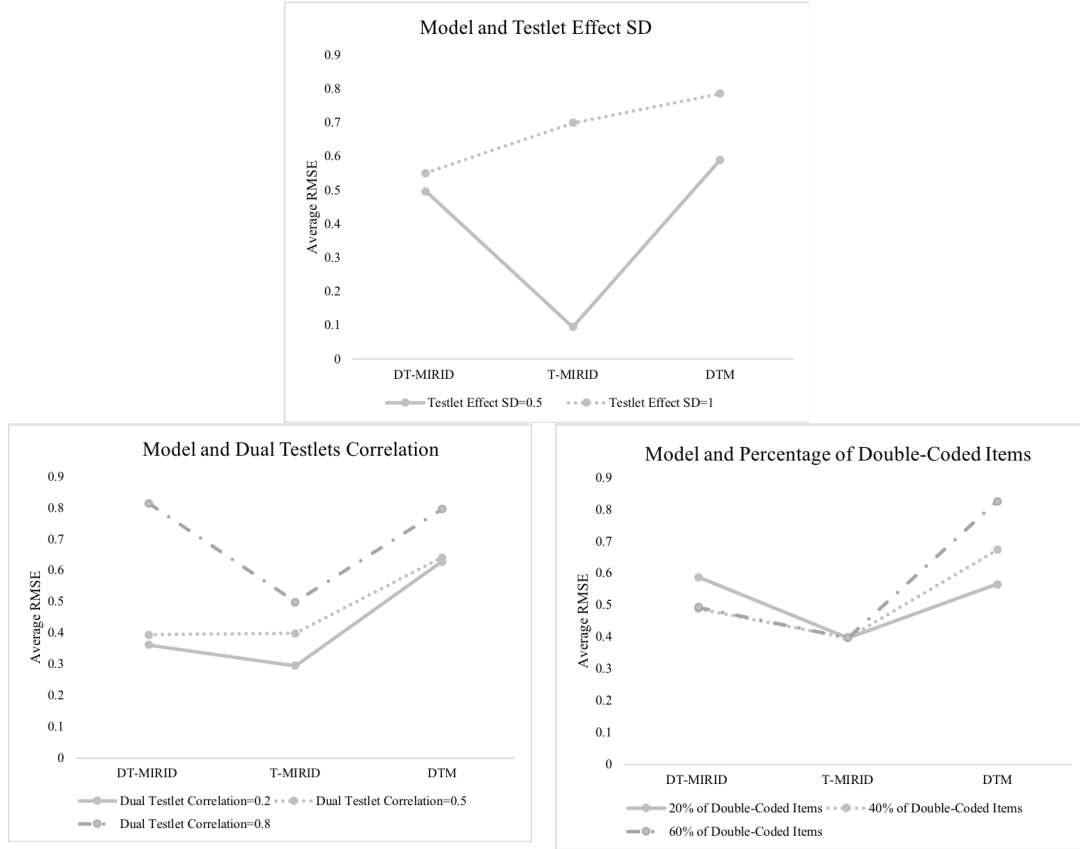 Model and Testlet Effect SD
0.9
0.8
0.7
0.6
0.5
0.4
0.3
0.2
0.1
0
Average RMSE
DT-MIRID T-MIRID DTM
Testlet Effect SD=0.5 Testlet Effect SD=1
Model and Dual Testlets Correlation
0.9
0.8
0.7
0.6
0.5
0.4
0.3
0.2
0.1
0
Average RMSE
DT-MIRID T-MIRID DTM
Dual Testlet Correlation=0.2 Dual Testlet Correlation=0.5
Dual Testlet Correlation=0.8
Model and Percentage of Double-Coded Items
0.9
0.8
0.7
0.6
0.5
0.4
0.3
0.2
0.1
0
Average RMSE
DT-MIRID T-MIRID DTM
20% of Double-Coded Items 40% of Double-Coded Items
60% of Double-Coded Items